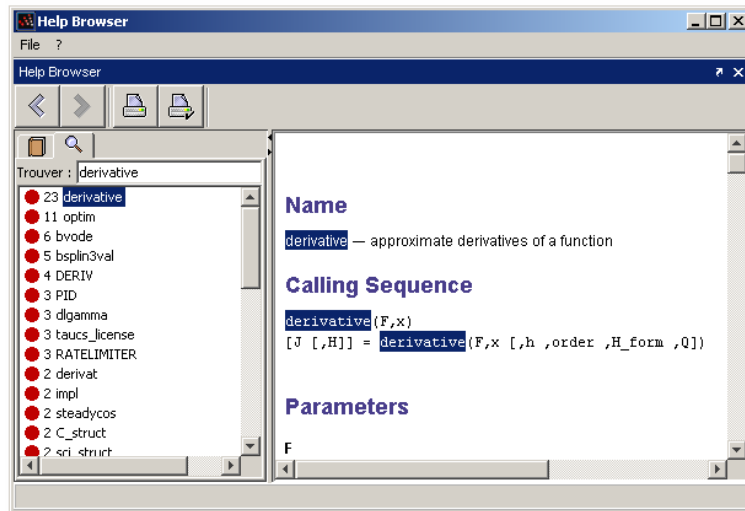 Help Browser
File ?
Help Browser
Trouver : derivative
23 derivative
11 optim
6 bvode
5 bsplin3val
4 DERIV
3 PID
3 dlgamma
3 taucs_license
3 RATELIMITER
2 derivat
2 impl
2 steadycos
2 C_struct
2 sci_struct
Name
derivative — approximate derivatives of a function
Calling Sequence
derivative(F,x)
[J [,H]] = derivative(F,x [,h ,order ,H_form ,Q])
Parameters
F